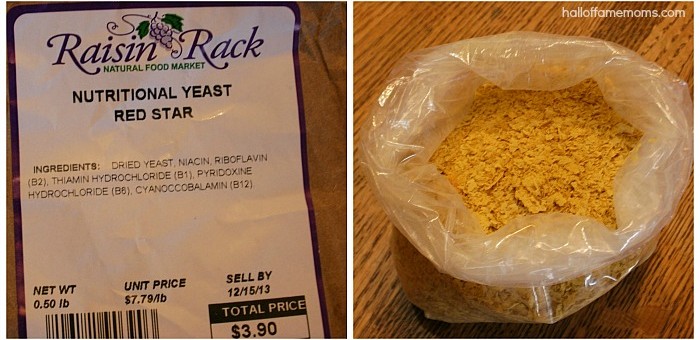 halloffamemoms.com
Raisin Rack
NATURAL FOOD MARKET
NUTRITIONAL YEAST
RED STAR
INGREDIENTS: DRIED YEAST, NIACIN, RIBOFLAVIN
(B2), THIAMIN HYDROCHLORIDE (B1), PYRIDOXINE
HYDROCHLORIDE (B6), CYANOCCOBALAMIN (B12)
NET WT UNIT PRICE SELL BY
0.50 lb $7.79/lb 12/15/13
TOTAL PRICE
$3.90